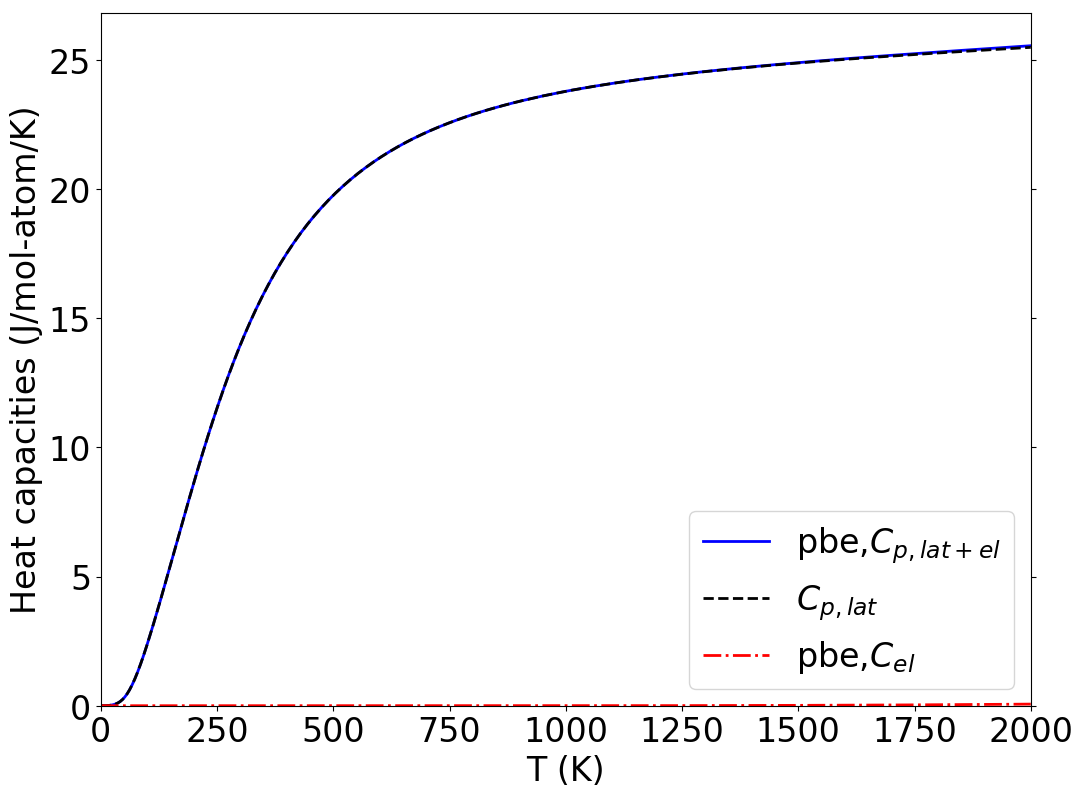 Heat capacities (J/mol-atom/K)
25
20
15
10
5
0
0 250 500 750 1000 1250 1500 1750 2000
T (K)
pbe,C_{p, lat + el}
C_{p, lat}
pbe,C_{el}